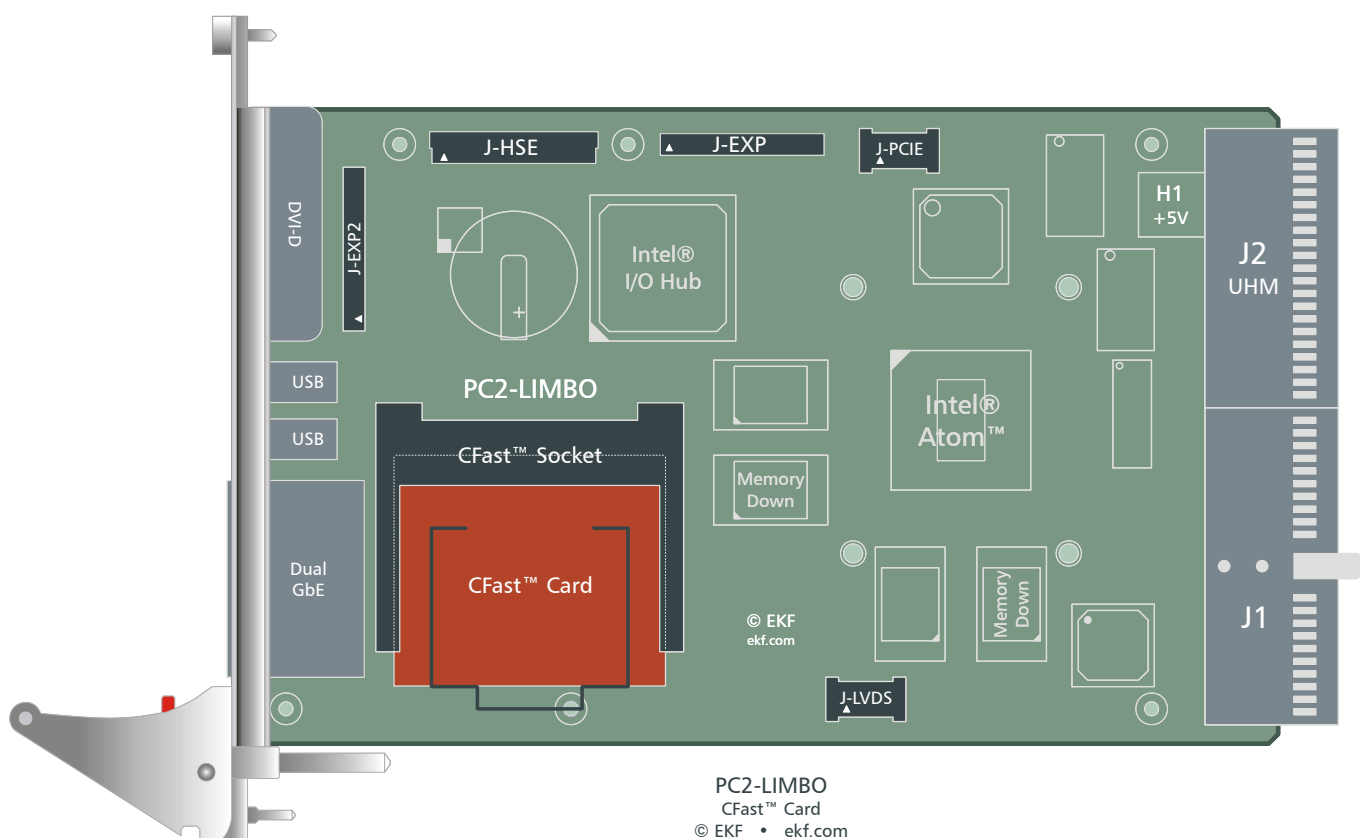 J-HSE
J-EXP
J-PCIE
H1
+5V
DVI-D
J-EXP2
Intel®
I/O Hub
J2
UHM
+
USB
PC2-LIMBO
Intel®
Atom™
USB
CFast™ Socket
Memory
Down
Dual
GbE
CFast™ Card
Memory
Down
© EKF
ekf.com
J1
J-LVDS
PC2-LIMBO
CFast™ Card
© EKF • ekf.com